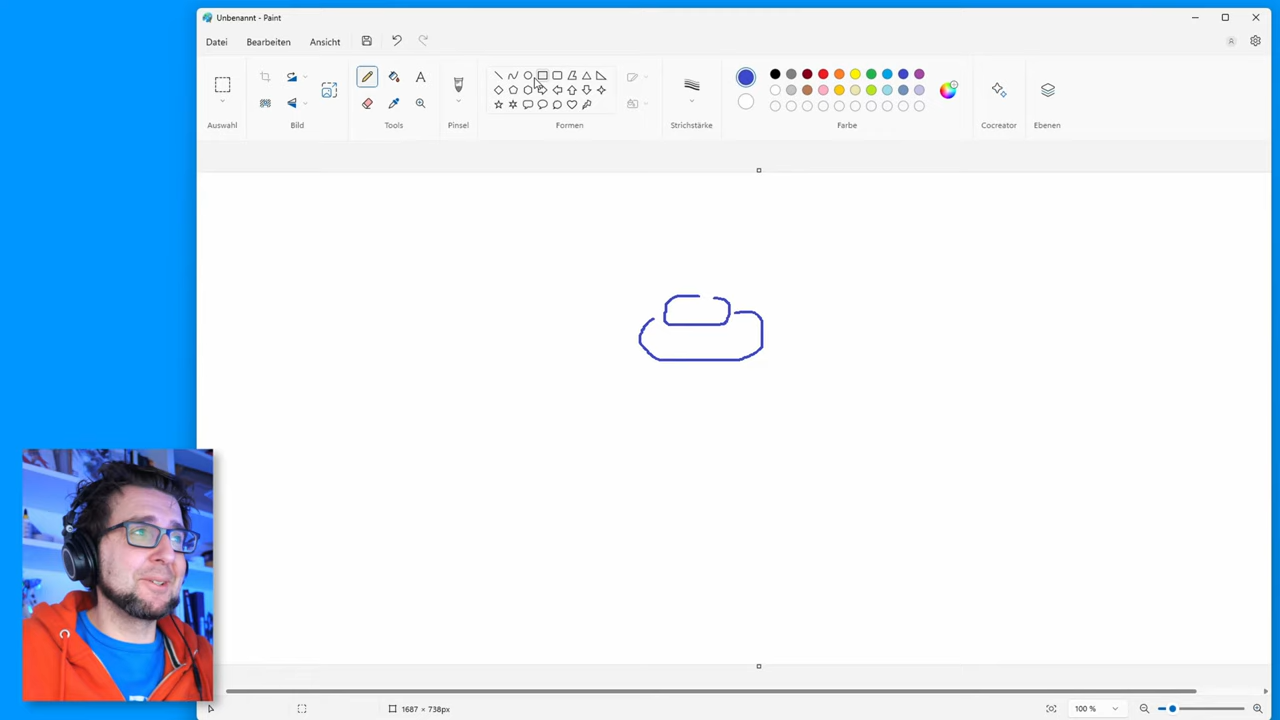 Unbenannt - Paint
Datei Bearbeiten Ansicht
A
Auswahl Bild Tools Pinsel Formen Strichstärke Farbe Cocreator Ebenen
1687 × 738px
100 %